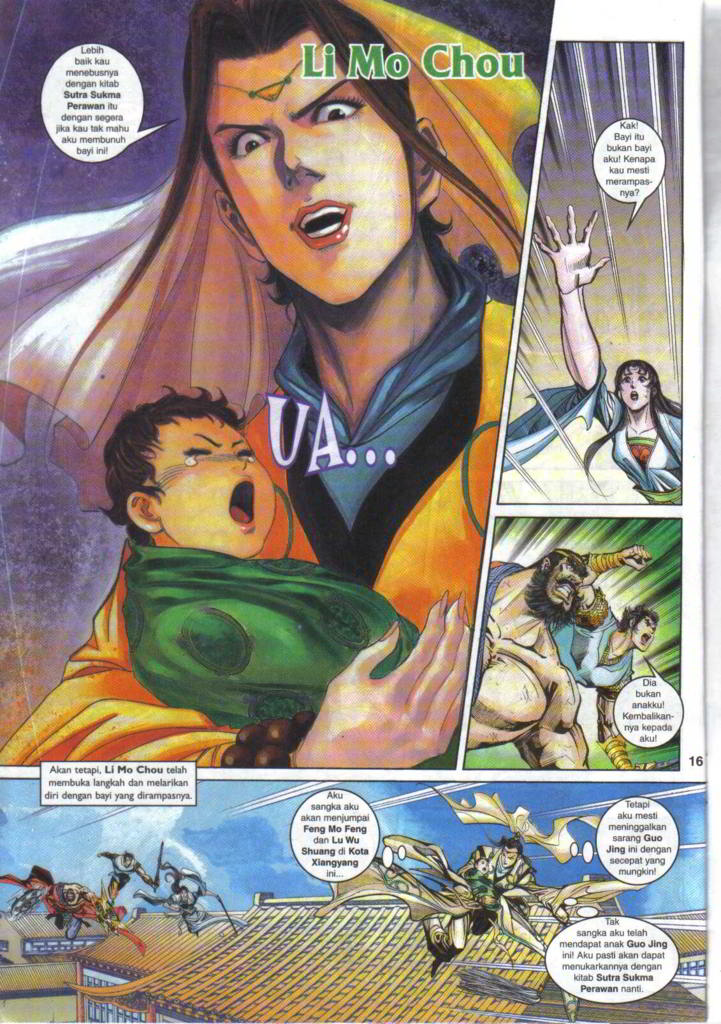 Li Mo Chou
Lebih
baik kau
menebusnya
dengan kitab
Sutra Sukma
Perawan itu
dengan segera
jika kau tak mahu
aku membunuh
bayi ini!
UA...
Kak!
Bayi itu
bukan bayi
aku! Kenapa
kau mesti
merampas-
nya?
Dia
bukan
anakku!
Kembalikan-
nya kepada
aku!
16
Akan tetapi, Li Mo Chou telah
membuka langkah dan melarikan
diri dengan bayi yang dirampasnya.
Aku
sangka aku
akan menjumpai
Feng Mo Feng
dan Lu Wu
Shuang di Kota
Xiangyang
ini...
Tetapi
aku mesti
meninggalkan
sarang Guo
Jing ini dengan
secepat yang
mungkin!
Tak
sangka aku telah
mendapat anak Guo Jing
ini! Aku pasti akan dapat
menukarkannya dengan
kitab Sutra Sukma
Perawan nanti.